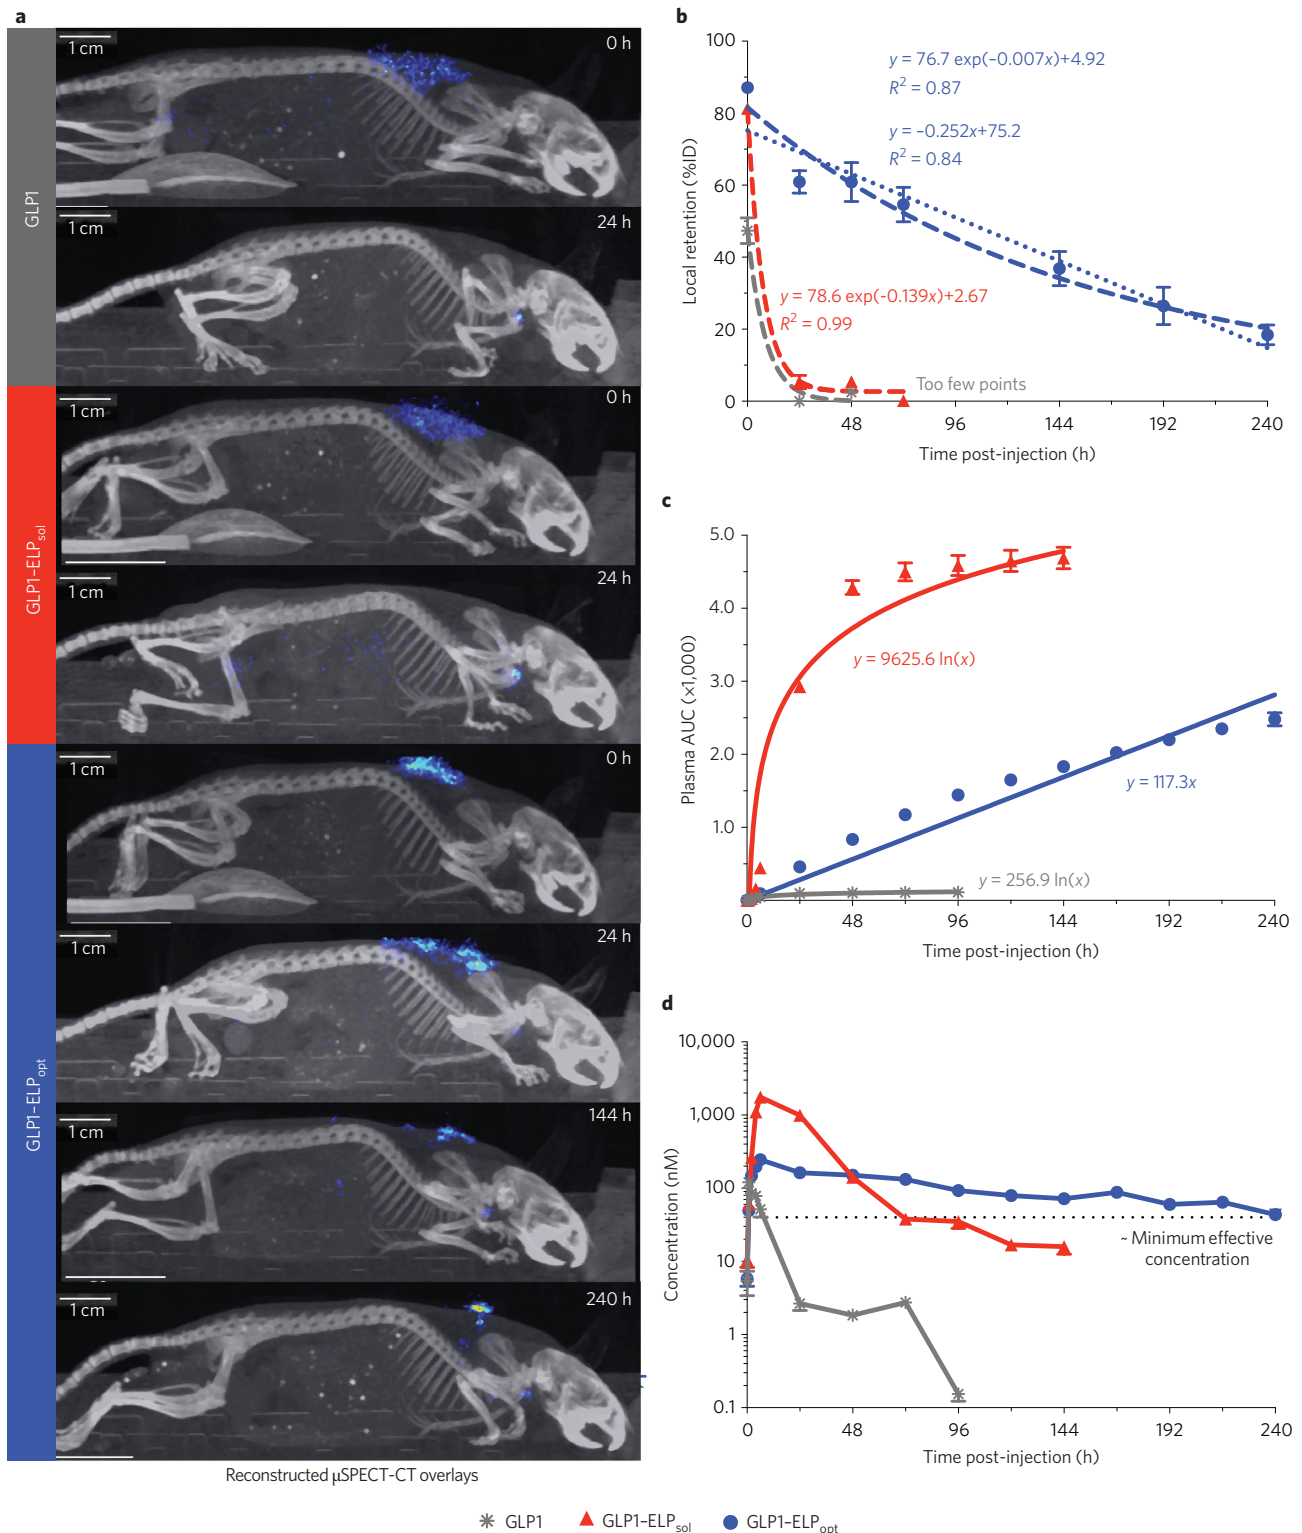 a
GLP1
GLP1–ELPsol
GLP1–ELPopt
1 cm
0 h
1 cm
24 h
1 cm
0 h
1 cm
24 h
1 cm
0 h
1 cm
24 h
1 cm
144 h
1 cm
240 h
Reconstructed μSPECT-CT overlays
b
Local retention (%ID)
100
80
60
40
20
0
y = 76.7 exp(–0.007x)+4.92
R² = 0.87
y = –0.252x+75.2
R² = 0.84
y = 78.6 exp(-0.139x)+2.67
R² = 0.99
Too few points
0 48 96 144 192 240
Time post-injection (h)
c
Plasma AUC (×1,000)
5.0
4.0
3.0
2.0
1.0
y = 9625.6 ln(x)
y = 117.3x
y = 256.9 ln(x)
0 48 96 144 192 240
Time post-injection (h)
d
Concentration (nM)
10,000
1,000
100
10
1
0.1
~ Minimum effective
concentration
0 48 96 144 192 240
Time post-injection (h)
GLP1 GLP1–ELPsol GLP1–ELPopt